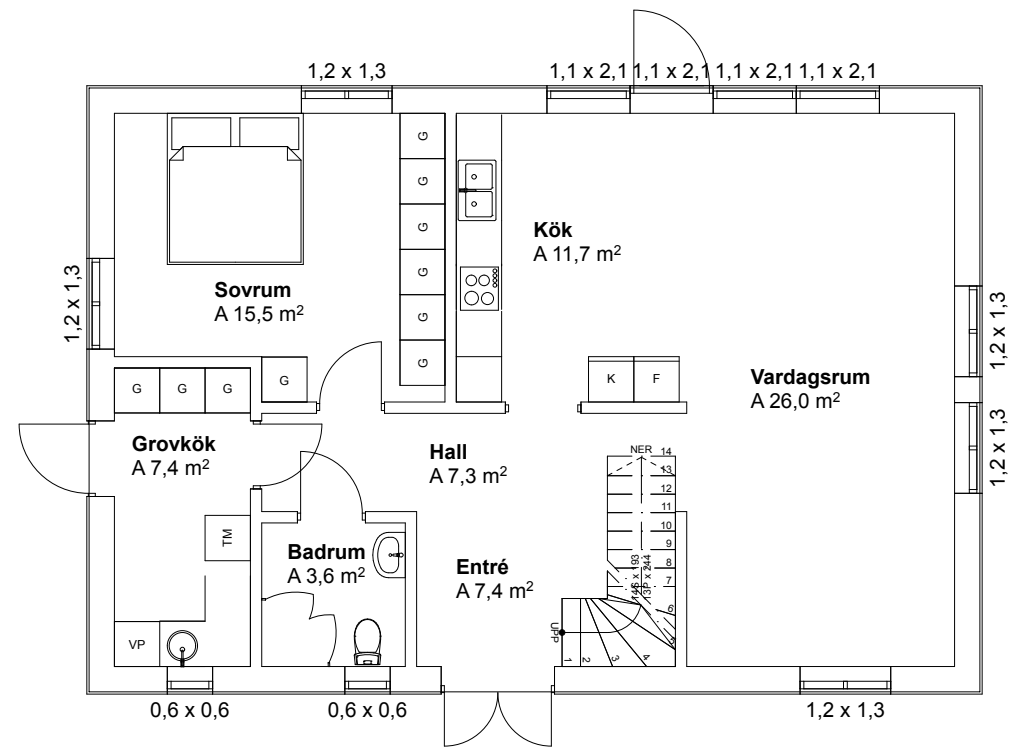 1,2 x 1,3
1,1 x 2,1
1,1 x 2,1
1,1 x 2,1
1,1 x 2,1
G
G
G
G
G
G
Kök
A 11,7 m²
1,2 x 1,3
Sovrum
A 15,5 m²
1,2 x 1,3
G
G
G
G
K
F
Vardagsrum
A 26,0 m²
1,2 x 1,3
Grovkök
A 7,4 m²
Hall
A 7,3 m²
NER
14
13
12
11
10
9
8
7
6
5
4
3
2
1
14S x 193
13P x 244
UPP
TM
Badrum
A 3,6 m²
Entré
A 7,4 m²
VP
0,6 x 0,6
0,6 x 0,6
1,2 x 1,3